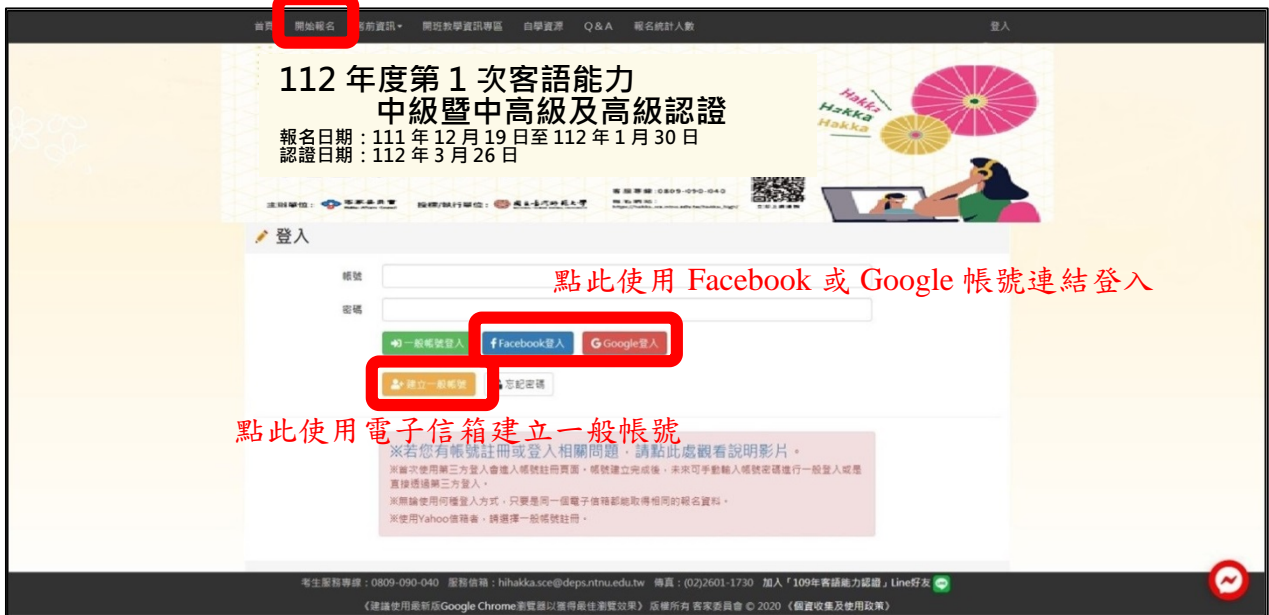 開始報名 開班教學資訊專區 自學資源 Q&A 報名統計人數 登入
112 年度第 1 次客語能力
中級暨中高級及高級認證
報名日期：111 年 12 月 19 日至 112 年 1 月 30 日
認證日期：112 年 3 月 26 日
Hakka
Hakka
Hakka
客服專線:0809-090-040
主辦單位： 客家委員會 授權/執行單位：
登入
帳號
點此使用 Facebook 或 Google 帳號連結登入
密碼
一般帳號登入 Facebook登入 Google登入
建立一般帳號 忘記密碼
點此使用電子信箱建立一般帳號
※若您有帳號註冊或登入相關問題，請點此處觀看說明影片。
※首次使用第三方登入會進入帳號註冊頁面，帳號建立完成後，未來可手動輸入帳號密碼進行一般登入或是
直接透過第三方登入。
※無論使用何種登入方式，只要是同一個電子信箱都能取得相同的報名資料。
※使用Yahoo信箱者，請選擇一般帳號註冊。
考生服務專線：0809-090-040 服務信箱：hihakka.sce@deps.ntnu.edu.tw 傳真：(02)2601-1730 加入「109年客語能力認證」Line好友
《建議使用最新版Google Chrome瀏覽器以獲得最佳瀏覽效果》 版權所有 客家委員會 © 2020 《個資收集及使用政策》